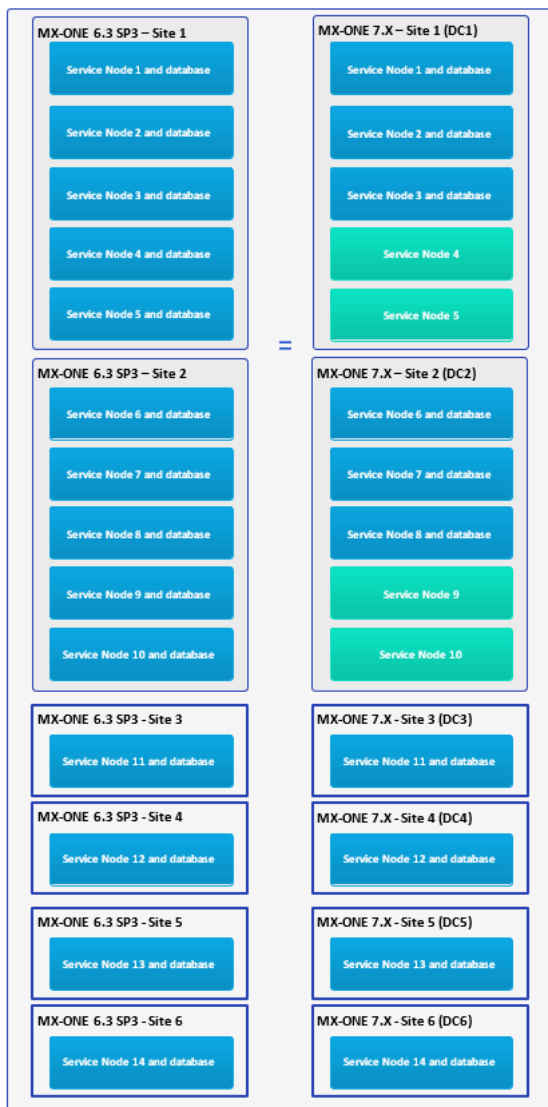 MX-ONE 6.3 SP3 – Site 1
Service Node 1 and database
Service Node 2 and database
Service Node 3 and database
Service Node 4 and database
Service Node 5 and database
MX-ONE 7.X – Site 1 (DC1)
Service Node 1 and database
Service Node 2 and database
Service Node 3 and database
Service Node 4
Service Node 5
=
MX-ONE 6.3 SP3 – Site 2
Service Node 6 and database
Service Node 7 and database
Service Node 8 and database
Service Node 9 and database
Service Node 10 and database
MX-ONE 7.X – Site 2 (DC2)
Service Node 6 and database
Service Node 7 and database
Service Node 8 and database
Service Node 9
Service Node 10
MX-ONE 6.3 SP3 - Site 3
Service Node 11 and database
MX-ONE 7.X - Site 3 (DC3)
Service Node 11 and database
MX-ONE 6.3 SP3 - Site 4
Service Node 12 and database
MX-ONE 7.X - Site 4 (DC4)
Service Node 12 and database
MX-ONE 6.3 SP3 - Site 5
Service Node 13 and database
MX-ONE 7.X - Site 5 (DC5)
Service Node 13 and database
MX-ONE 6.3 SP3 - Site 6
Service Node 14 and database
MX-ONE 7.X - Site 6 (DC6)
Service Node 14 and database